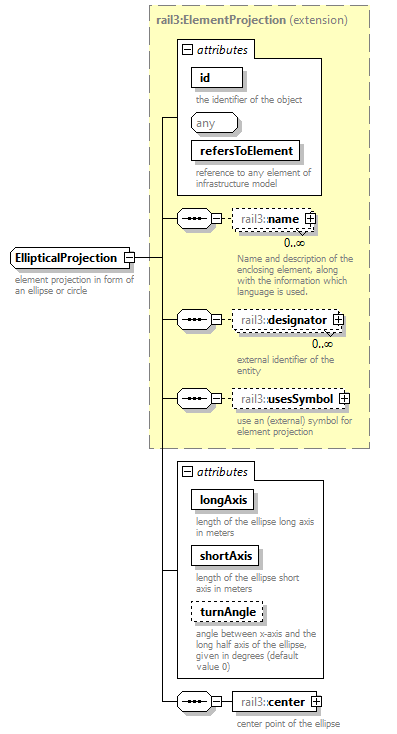 rail3:ElementProjection (extension)
attributes
id
the identifier of the object
any
refersToElement
reference to any element of
infrastructure model
rail3::name
0..∞
Name and description of the
enclosing element, along
with the information which
language is used.
EllipticalProjection
element projection in form of
an ellipse or circle
rail3::designator
0..∞
external identifier of the
entity
rail3::usesSymbol
use an (external) symbol for
element projection
attributes
longAxis
length of the ellipse long axis
in meters
shortAxis
length of the ellipse short
axis in meters
turnAngle
angle between x-axis and the
long half axis of the ellipse,
given in degrees (default
value 0)
rail3::center
center point of the ellipse